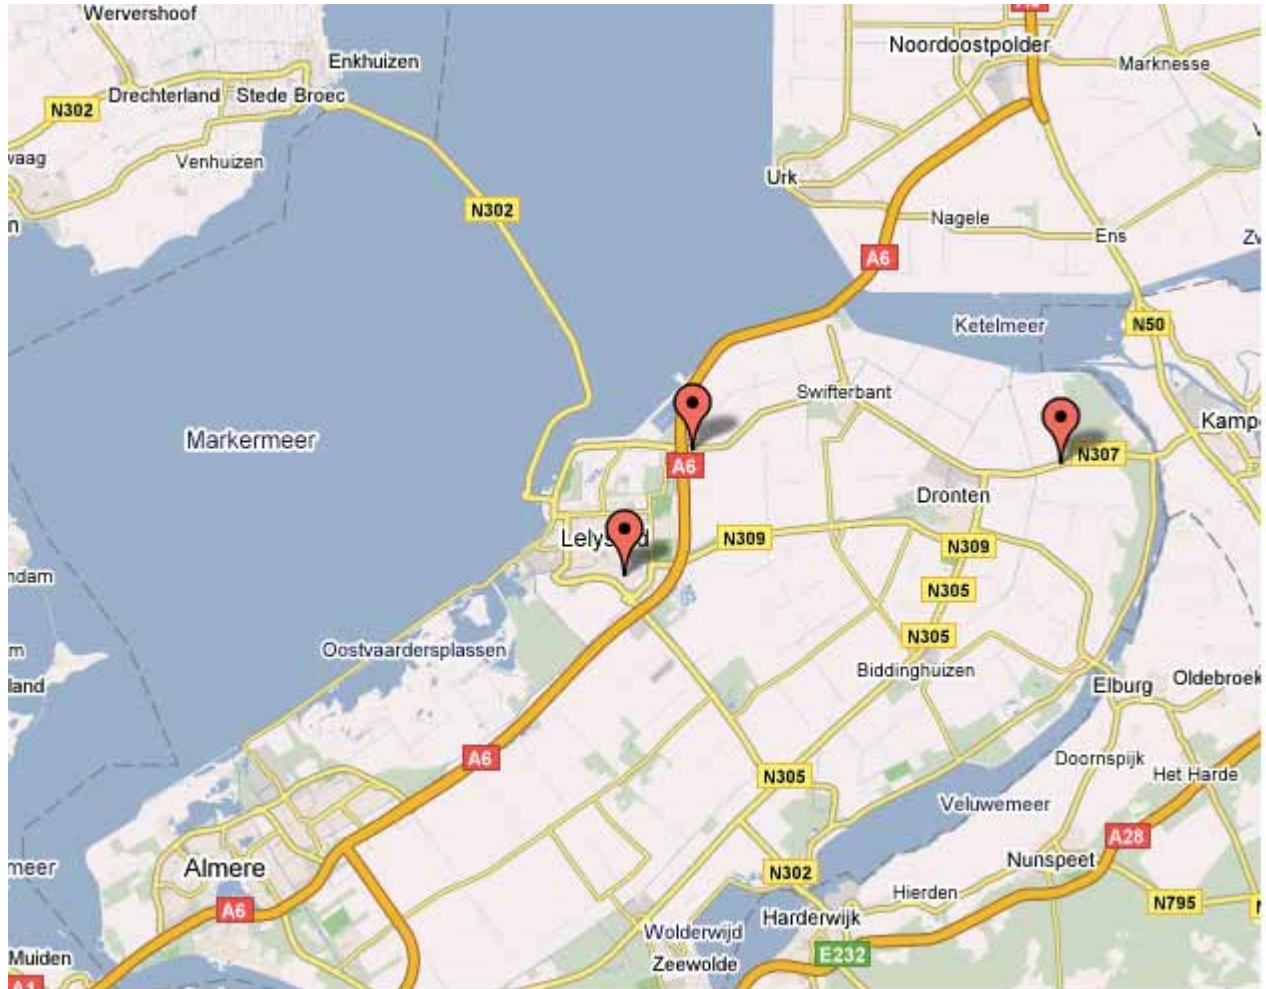 Wervershoof
Noordoostpolder
Enkhuizen
Marknesse
Drechterland
Stede Broec
N302
Venhuizen
Urk
N302
Nagele
Ens
A6
Ketelmeer
N50
Swifterbant
Markermeer
N307
A6
Dronten
N309
N309
N305
N305
Oostvaardersplassen
Biddinghuizen
Elburg
A6
N305
Doornspijk
Het Harde
Veluwemeer
A28
Nunspeet
Almere
N302
Hierden
N795
A6
Harderwijk
Wolderwijd
E232
Muiden
Zeewolde